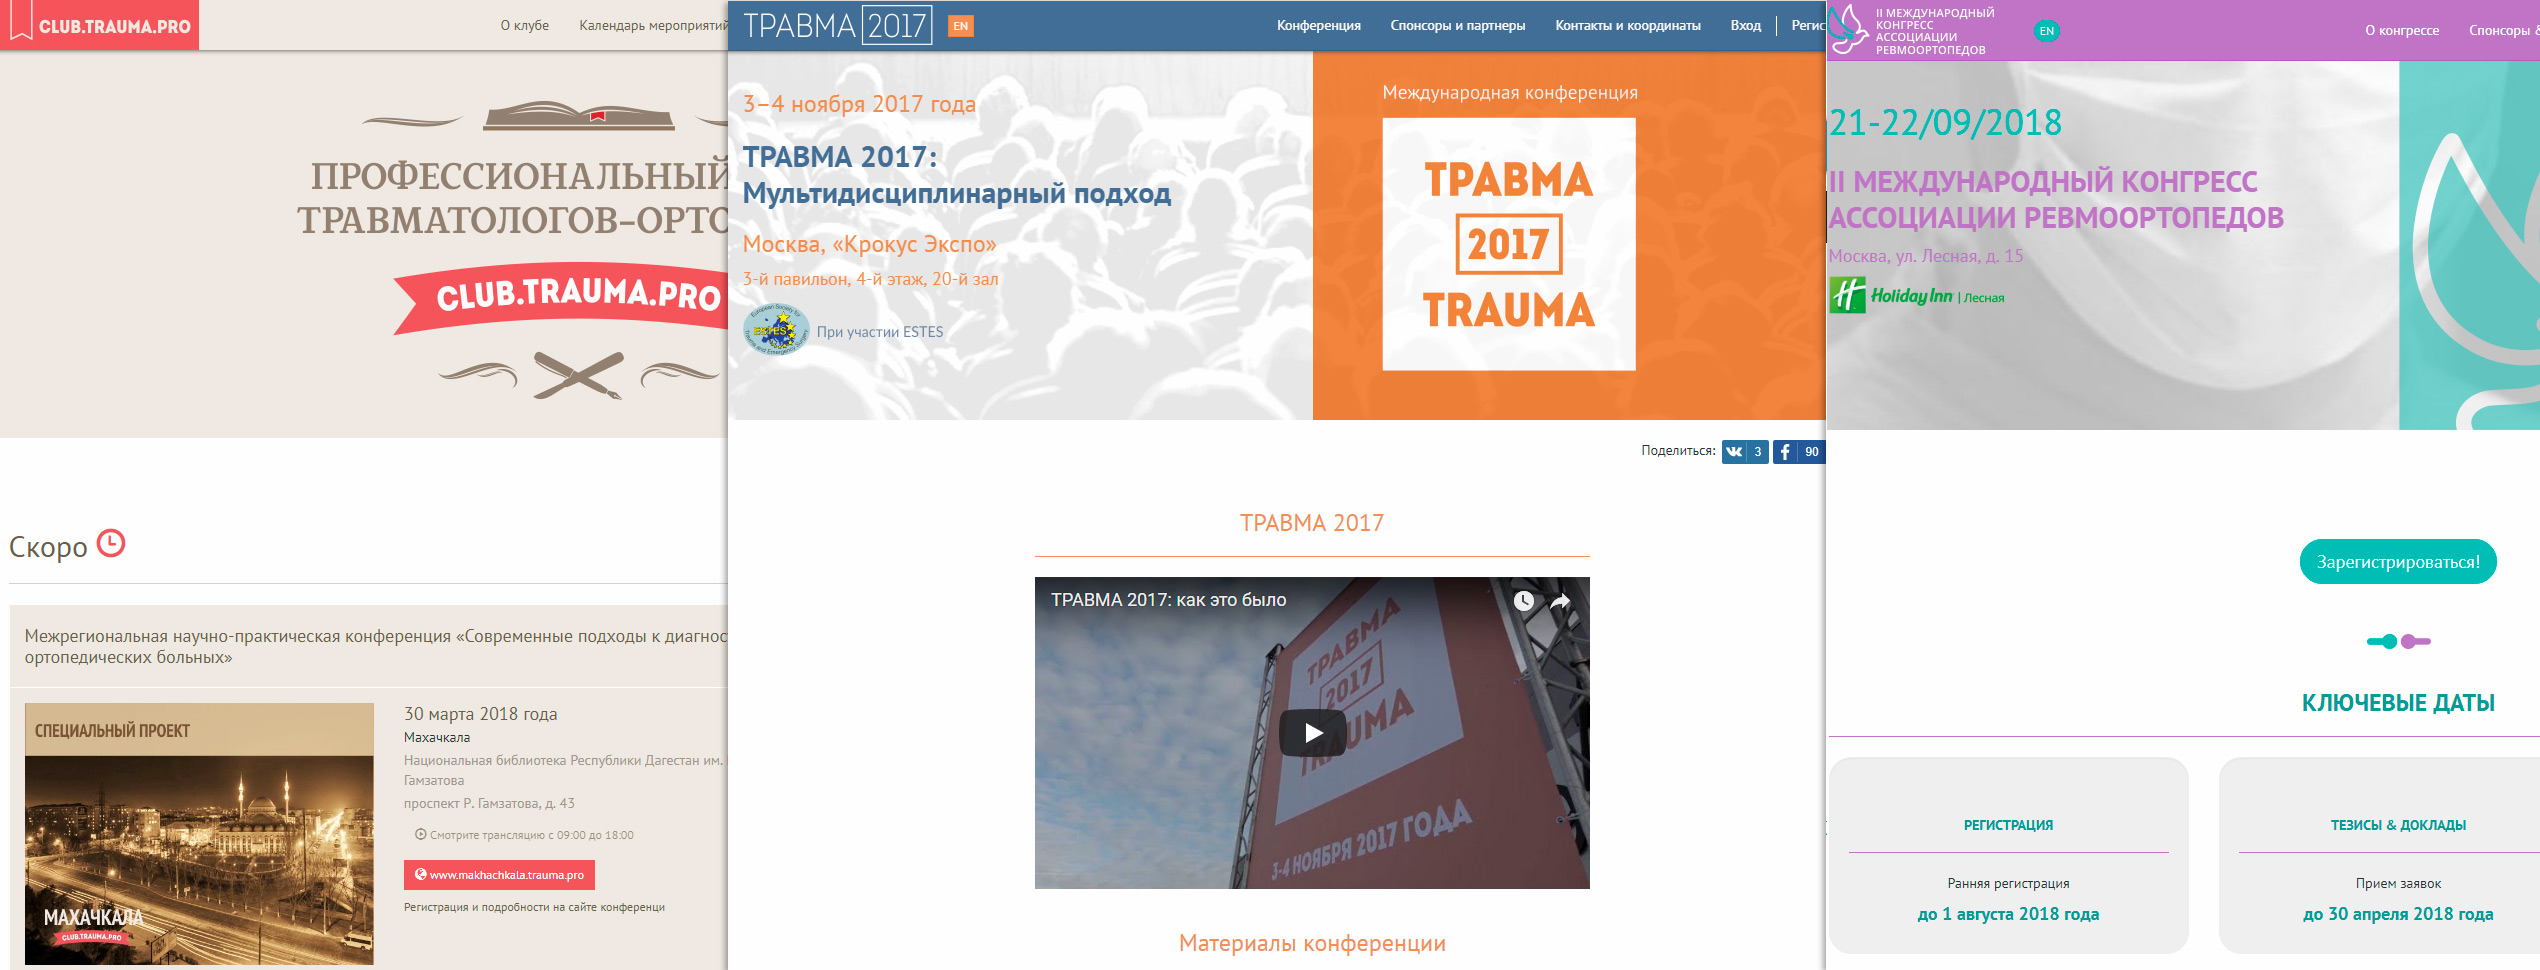 CLUB.TRAUMA.PRO
О клубе
Календарь мероприятий
ПРОФЕССИОНАЛЬНЫЙ
ТРАВМАТОЛОГОВ-ОРТО
CLUB.TRAUMA.PRO
Скоро
Межрегиональная научно-практическая конференция «Современные подходы к диагнос
ортопедических больных»
СПЕЦИАЛЬНЫЙ ПРОЕКТ
МАХАЧКАЛА
CLUB.TRAUMA.PRO
30 марта 2018 года
Махачкала
Национальная библиотека Республики Дагестан им.
Гамзатова
проспект Р. Гамзатова, д. 43
Смотрите трансляцию с 09:00 до 18:00
www.makhachkala.trauma.pro
Регистрация и подробности на сайте конференци
ТРАВМА 2017
EN
Конференция
Спонсоры и партнеры
Контакты и координаты
Вход
Регис
3–4 ноября 2017 года
ТРАВМА 2017:
Мультидисциплинарный подход
Москва, «Крокус Экспо»
3-й павильон, 4-й этаж, 20-й зал
European Society for
ESTES
Trauma and Emergency Surgery
При участии ESTES
Международная конференция
ТРАВМА
2017
TRAUMA
Поделиться:
3
90
ТРАВМА 2017
ТРАВМА 2017: как это было
ТРАВМА
2017
TRAUMA
3-4 НОЯБРЯ 2017 ГОДА
Материалы конференции
II МЕЖДУНАРОДНЫЙ
КОНГРЕСС
АССОЦИАЦИИ
РЕВМООРТОПЕДОВ
EN
О конгрессе
Спонсоры &
21-22/09/2018
II МЕЖДУНАРОДНЫЙ КОНГРЕСС
АССОЦИАЦИИ РЕВМООРТОПЕДОВ
Москва, ул. Лесная, д. 15
Holiday Inn | Лесная
Зарегистрироваться!
КЛЮЧЕВЫЕ ДАТЫ
РЕГИСТРАЦИЯ
Ранняя регистрация
до 1 августа 2018 года
ТЕЗИСЫ & ДОКЛАДЫ
Прием заявок
до 30 апреля 2018 года